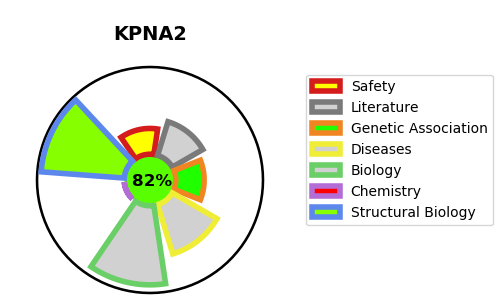 KPNA2
82%
Safety
Literature
Genetic Association
Diseases
Biology
Chemistry
Structural Biology